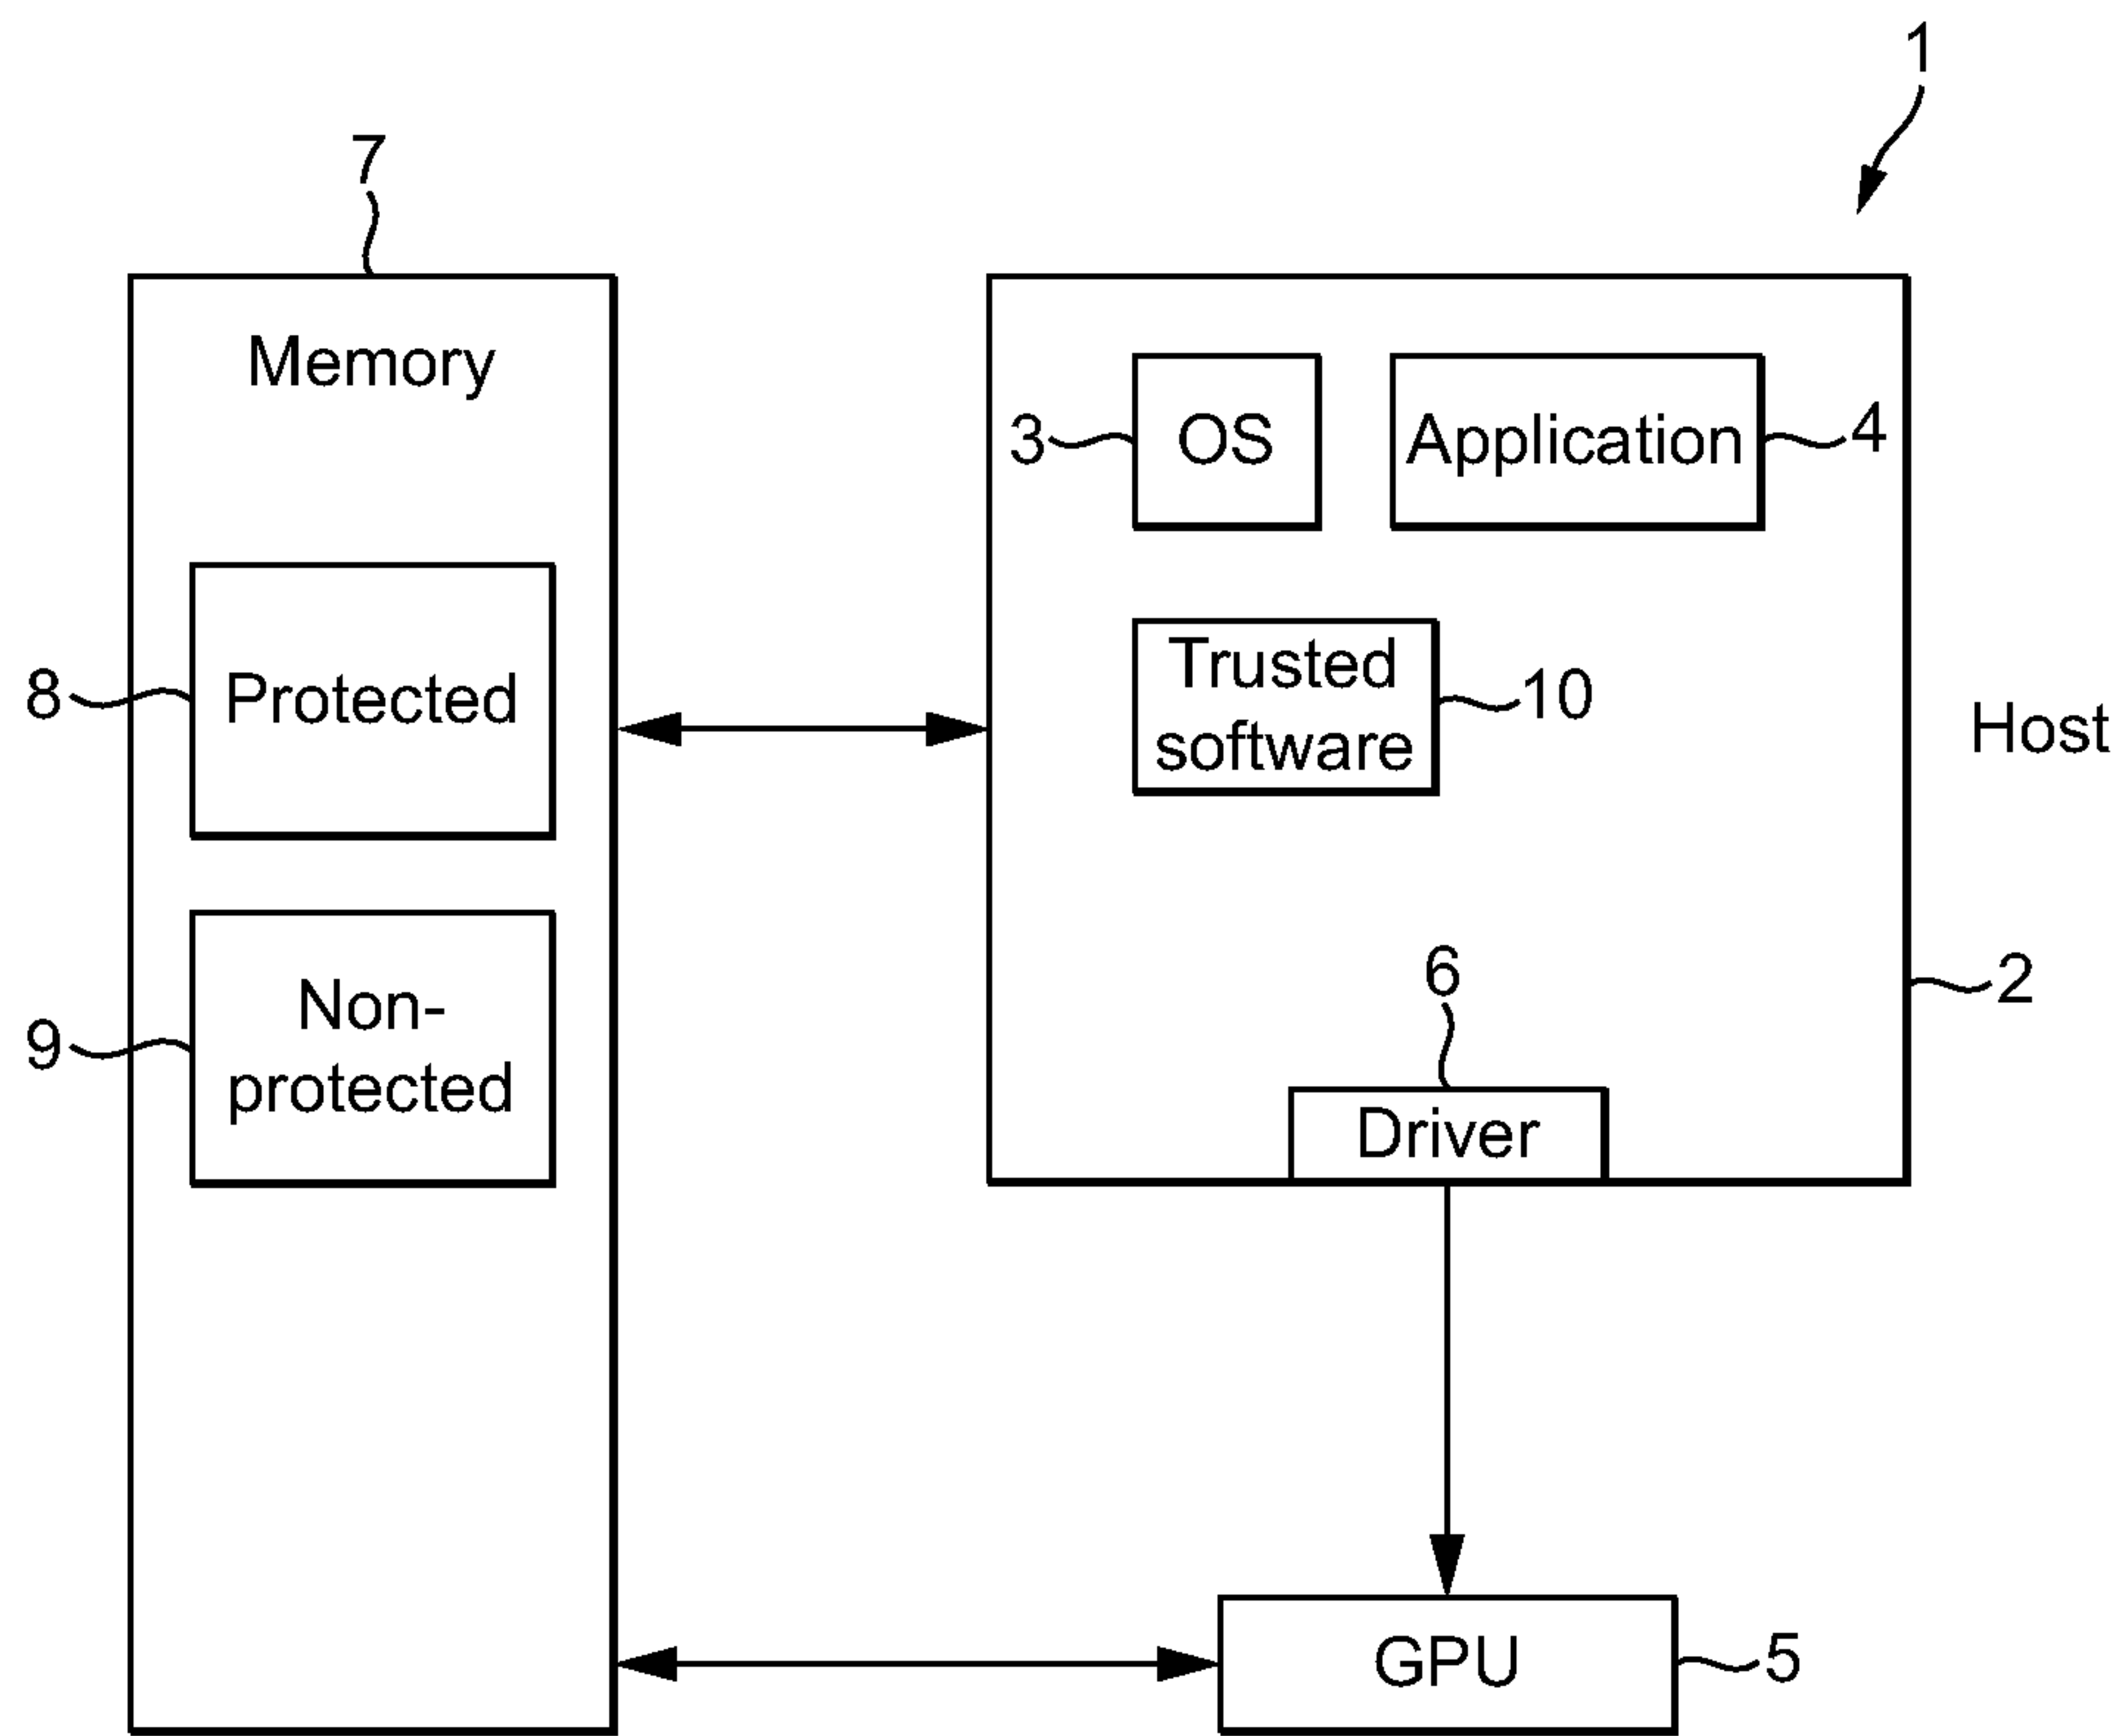 1
7
Memory
3
OS
Application
4
Trusted
software
10
8
Protected
Host
Non-
protected
9
6
2
Driver
GPU
5